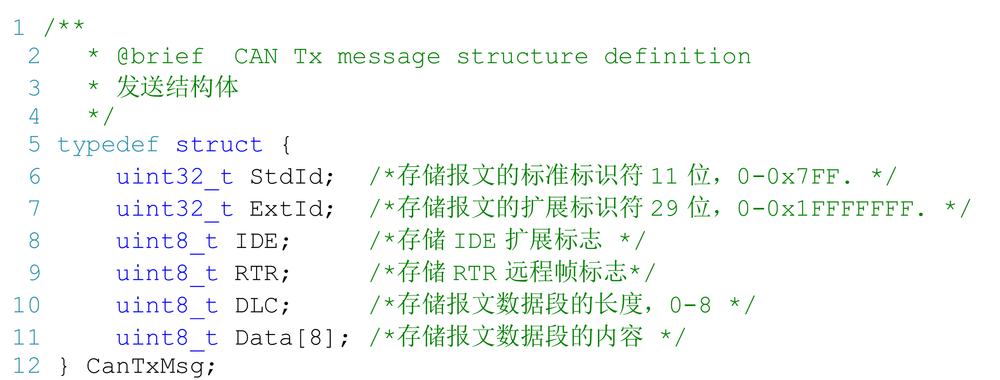 1 /**
2   * @brief  CAN Tx message structure definition
3   * 发送结构体
4   */
5 typedef struct {
6     uint32_t StdId;  /*存储报文的标准标识符 11 位，0-0x7FF. */
7     uint32_t ExtId;  /*存储报文的扩展标识符 29 位，0-0x1FFFFFFF. */
8     uint8_t IDE;     /*存储 IDE 扩展标志 */
9     uint8_t RTR;     /*存储 RTR 远程帧标志*/
10     uint8_t DLC;     /*存储报文数据段的长度，0-8 */
11     uint8_t Data[8]; /*存储报文数据段的内容 */
12 } CanTxMsg;